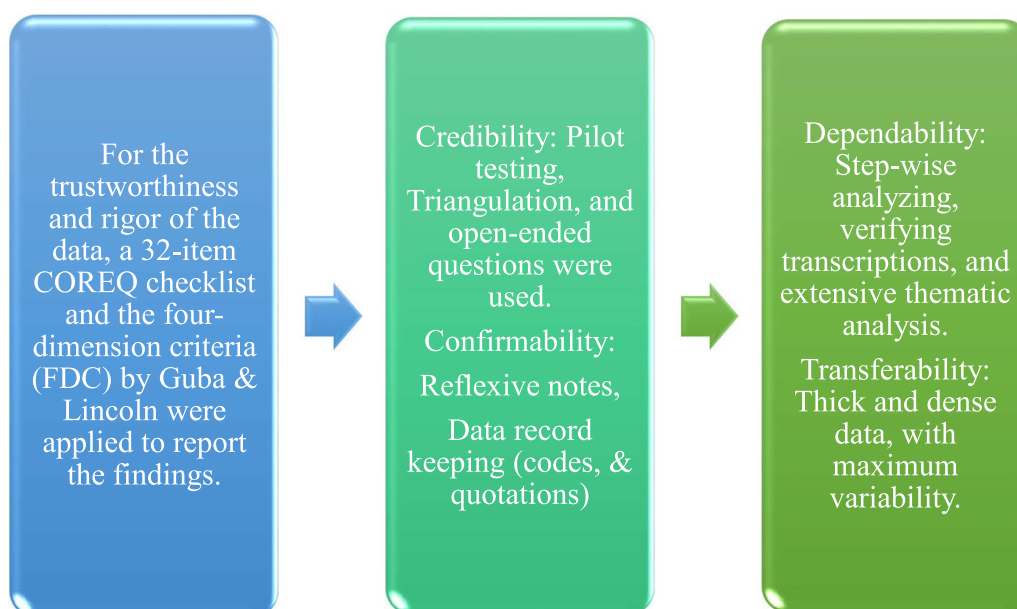 For the
trustworthiness
and rigor of the
data, a 32-item
COREQ checklist
and the four-
dimension criteria
(FDC) by Guba &
Lincoln were
applied to report
the findings.
Credibility: Pilot
testing,
Triangulation, and
open-ended
questions were
used.
Confirmability:
Reflexive notes,
Data record
keeping (codes, &
quotations)
Dependability:
Step-wise
analyzing,
verifying
transcriptions, and
extensive thematic
analysis.
Transferability:
Thick and dense
data, with
maximum
variability.